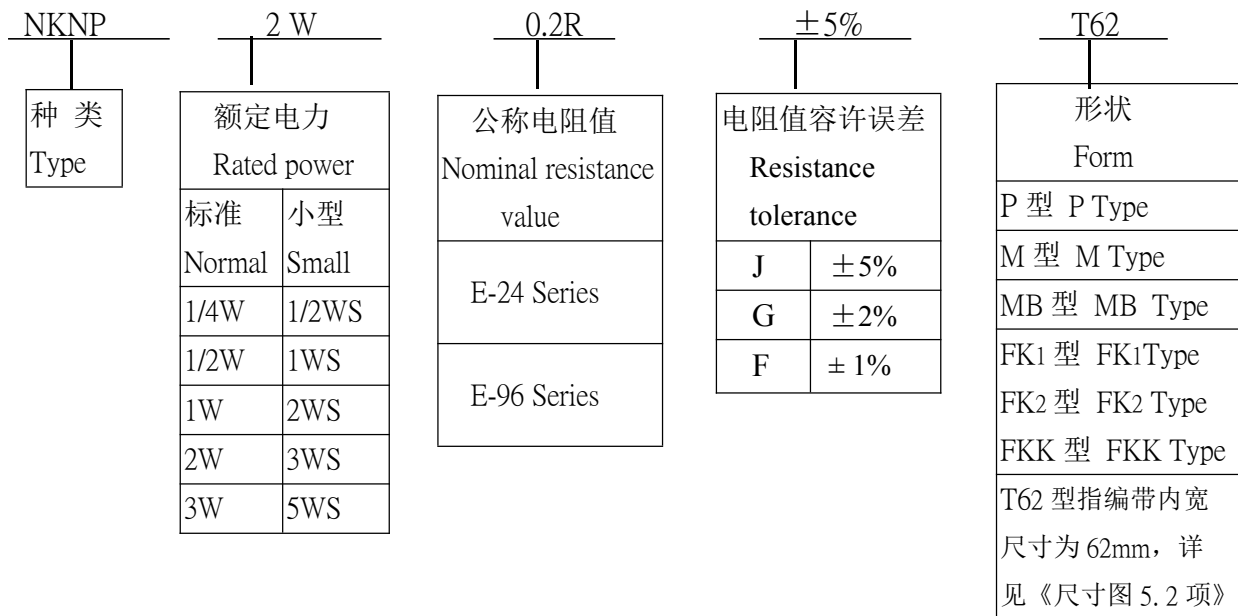 NKNP 2 W 0.2R ±5% T62
种 类
Type
额定电力
Rated power
标准 小型
Normal Small
1/4W 1/2WS
1/2W 1WS
1W 2WS
2W 3WS
3W 5WS
公称电阻值
Nominal resistance
value
E-24 Series
E-96 Series
电阻值容许误差
Resistance
tolerance
J ±5%
G ±2%
F ± 1%
形状
Form
P 型 P Type
M 型 M Type
MB 型 MB Type
FK1 型 FK1Type
FK2 型 FK2 Type
FKK 型 FKK Type
T62 型指编带内宽
尺寸为 62mm，详
见《尺寸图 5.2 项》